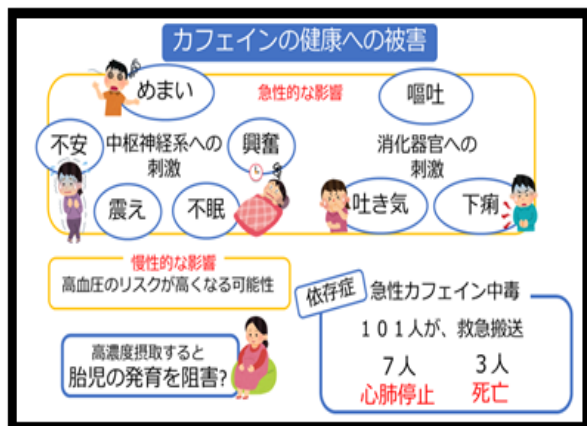 カフェインの健康への被害
急性的な影響
めまい
嘔吐
不安
中枢神経系への
刺激
興奮
消化器官への
刺激
震え
不眠
吐き気
下痢
慢性的な影響
高血圧のリスクが高くなる可能性
高濃度摂取すると
胎児の発育を阻害?
依存症
急性カフェイン中毒
101人が、救急搬送
7人
心肺停止
3人
死亡